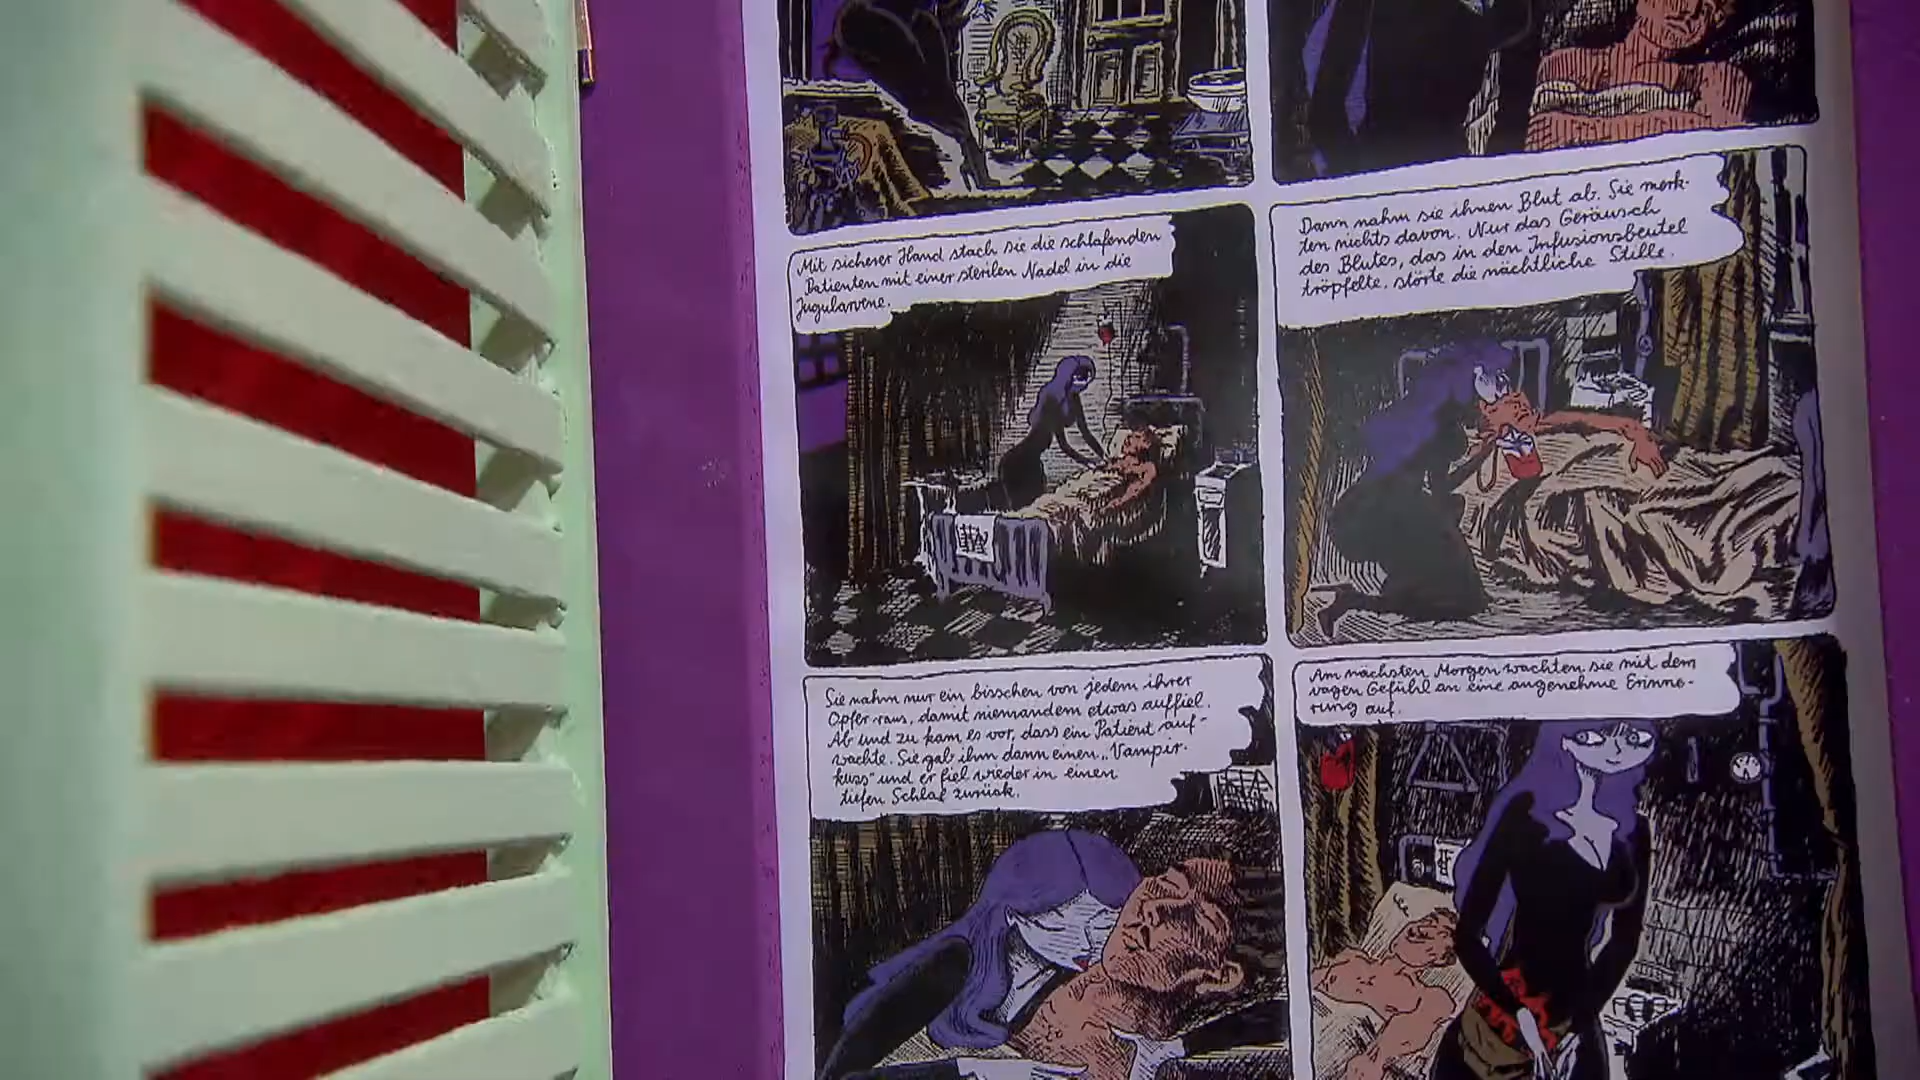 Mit sicherer Hand stach sie die schlafenden
Patienten mit einer sterilen Nadel in die
Jugularvene.
Dann nahm sie ihnen Blut ab. Sie merk-
ten nichts davon. Nur das Geräusch
des Blutes, das in den Infusionsbeutel
tröpfelte, störte die nächtliche Stille.
Sie nahm nur ein bisschen von jedem ihrer
Opfer raus, damit niemandem etwas auffiel.
Ab und zu kam es vor, dass ein Patient auf-
wachte. Sie gab ihm dann einen „Vampir-
kuss" und er fiel wieder in einen
tiefen Schlaf zurück.
Am nächsten Morgen wachten sie mit dem
vagen Gefühl an eine angenehme Erinne-
rung auf.